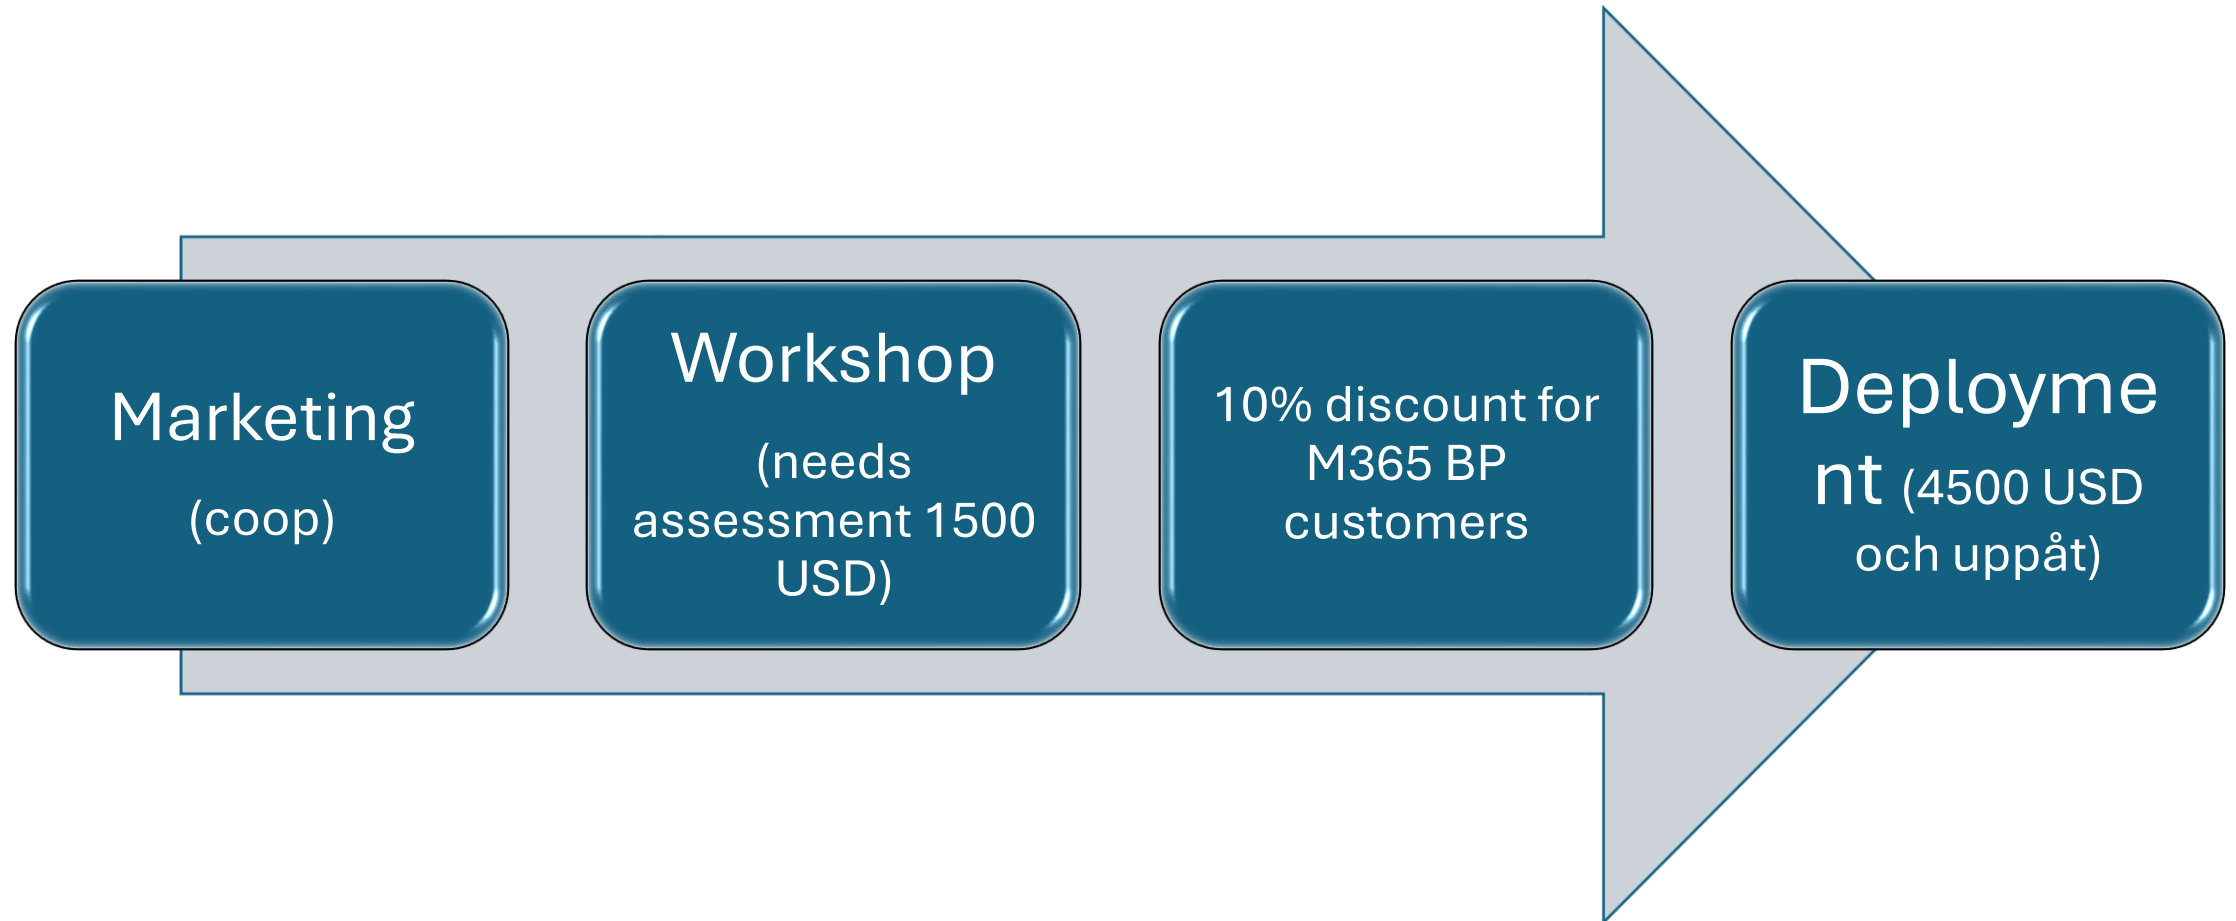 Marketing
(coop)
Workshop
(needs
assessment 1500
USD)
10% discount for
M365 BP
customers
Deployme
nt (4500 USD
och uppåt)